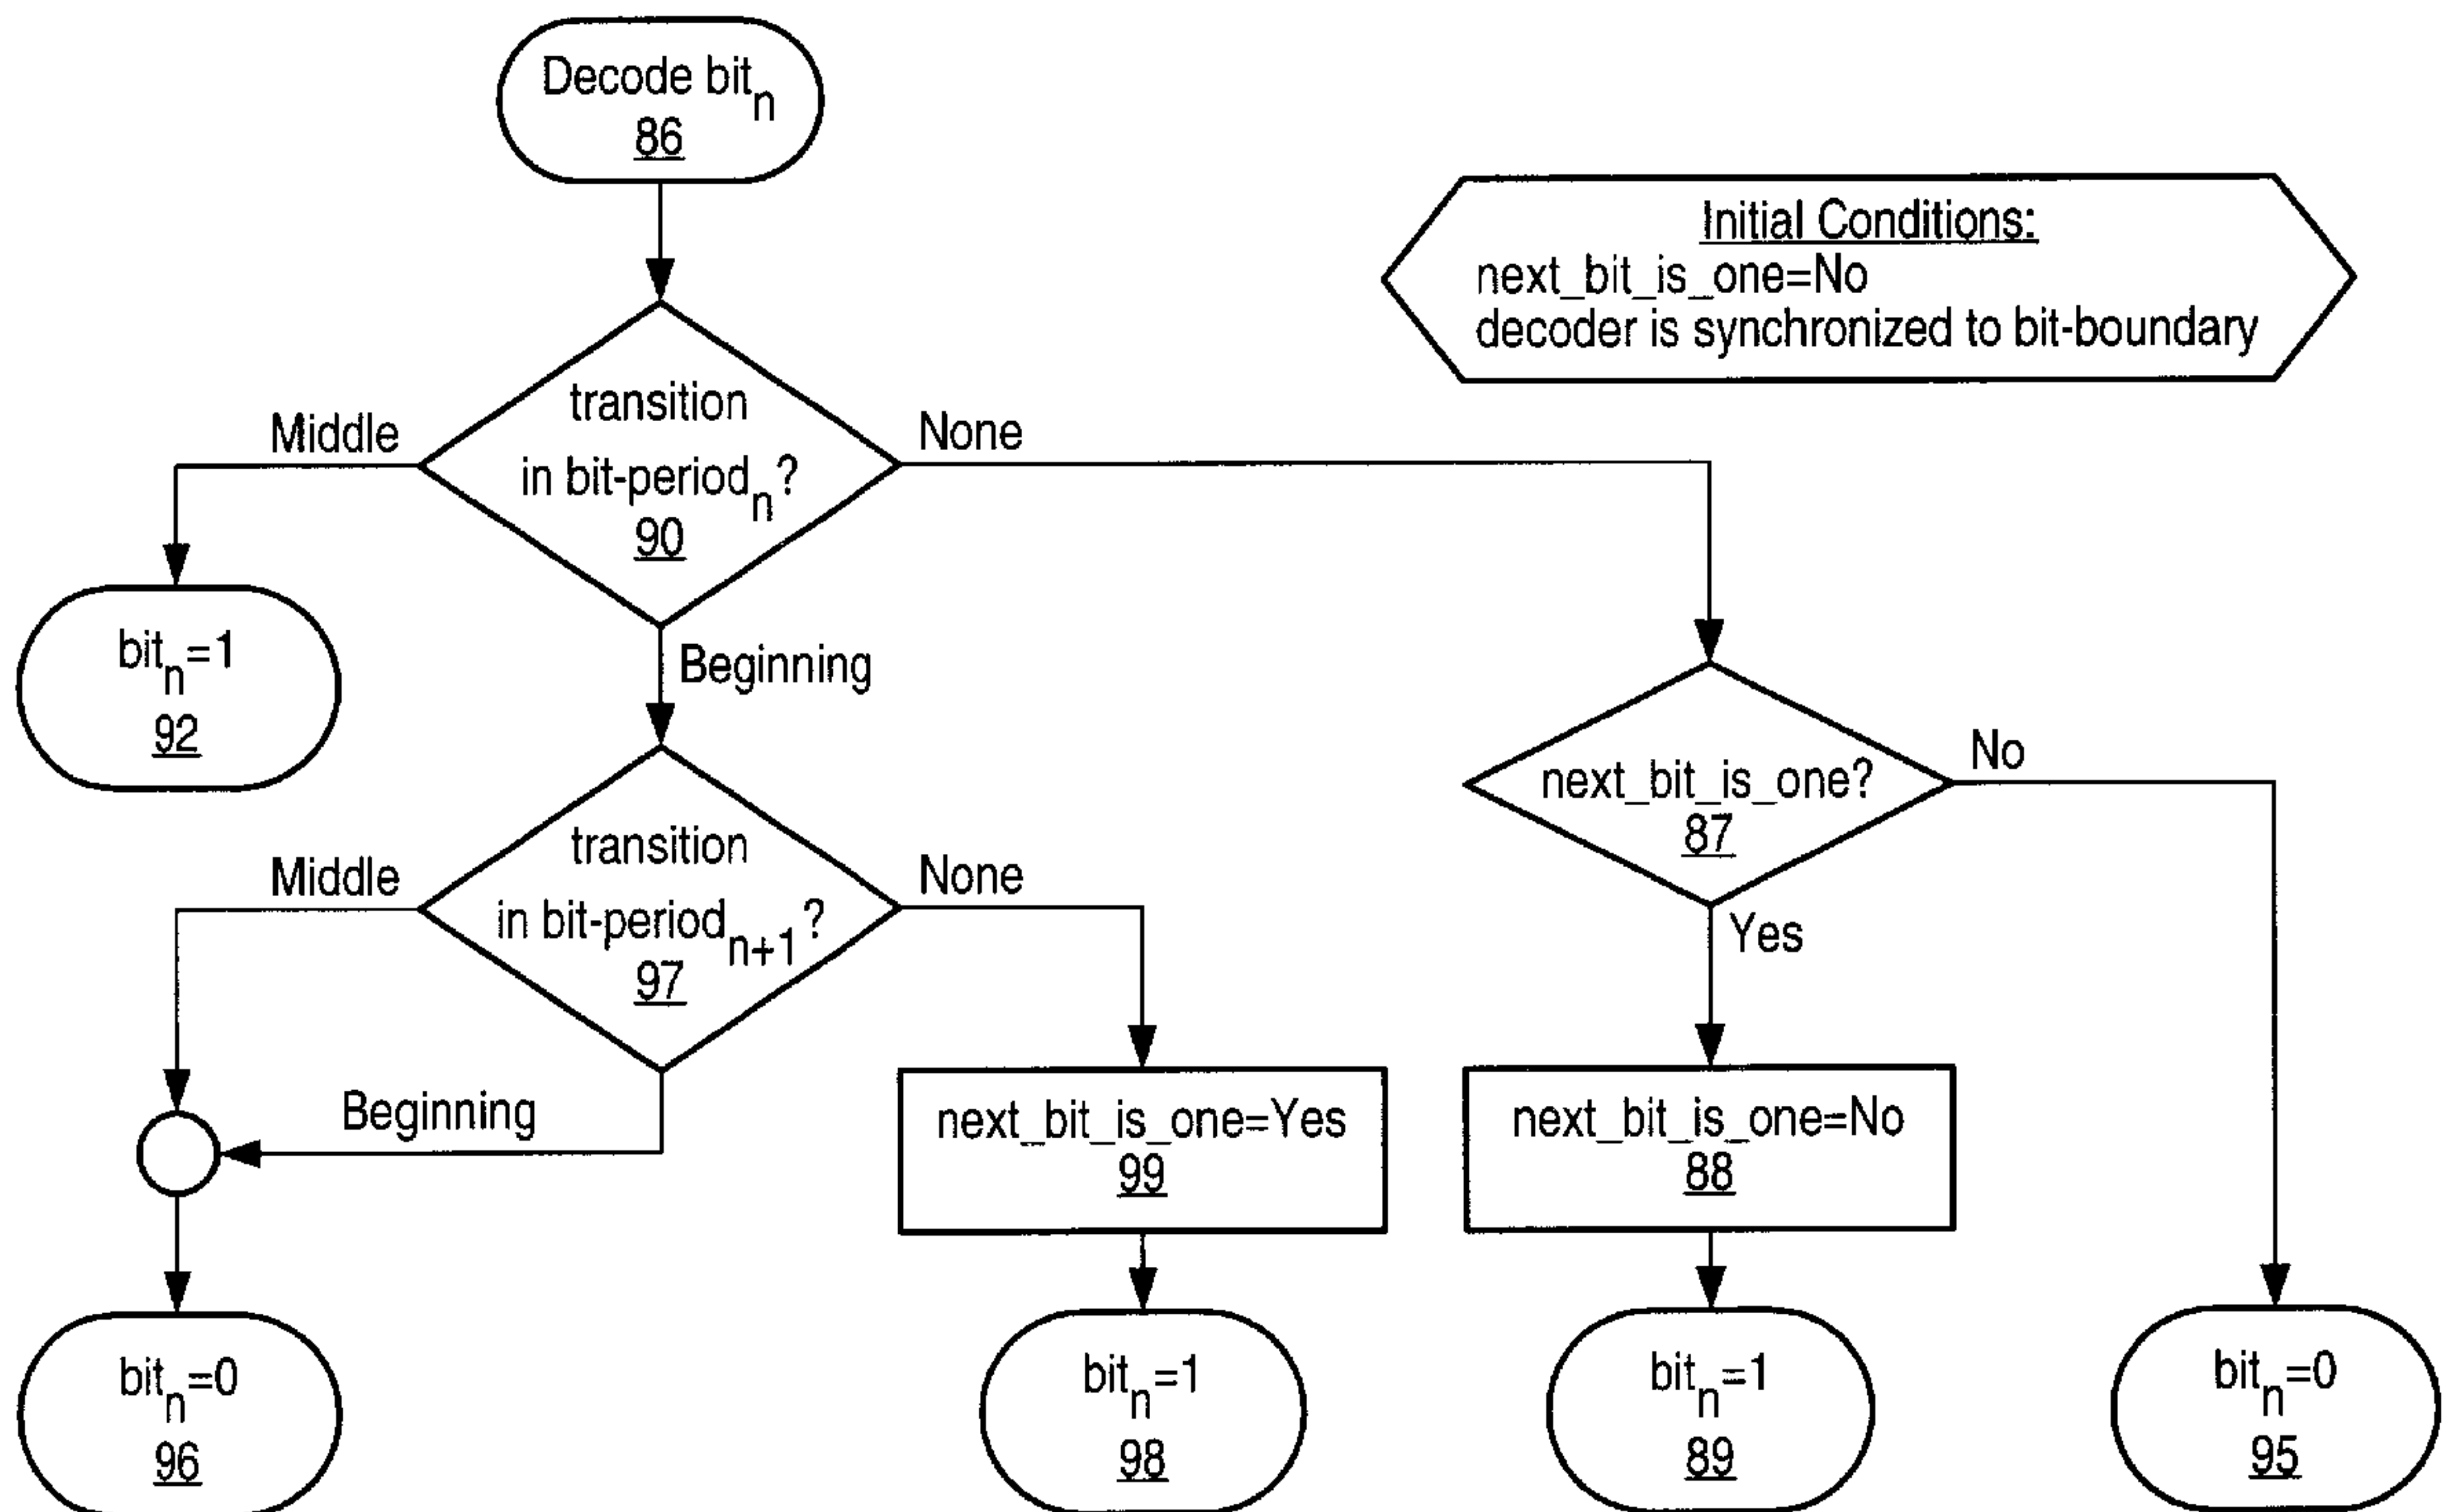 Decode bitn
86
Initial Conditions:
next_bit_is_one=No
decoder is synchronized to bit-boundary
transition
in bit-periodn?
90
Middle
None
bitn=1
92
Beginning
next_bit_is_one?
87
No
Yes
transition
in bit-periodn+1?
97
Middle
None
Beginning
next_bit_is_one=Yes
99
next_bit_is_one=No
88
bitn=0
96
bitn=1
98
bitn=1
89
bitn=0
95